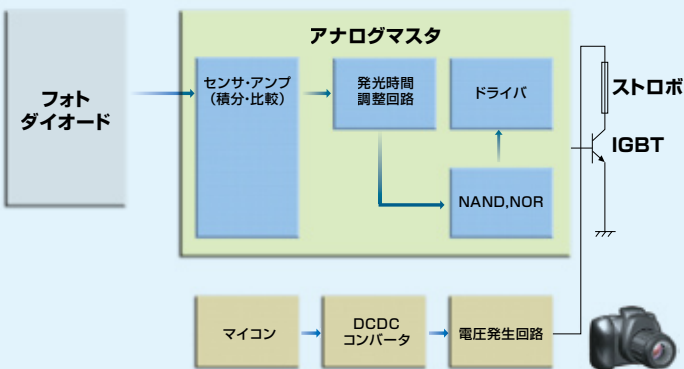 アナログマスタ
フォト
ダイオード
センサ・アンプ
(積分・比較)
発光時間
調整回路
ドライバ
ストロボ
IGBT
NAND,NOR
マイコン
DCDC
コンバータ
電圧発生回路